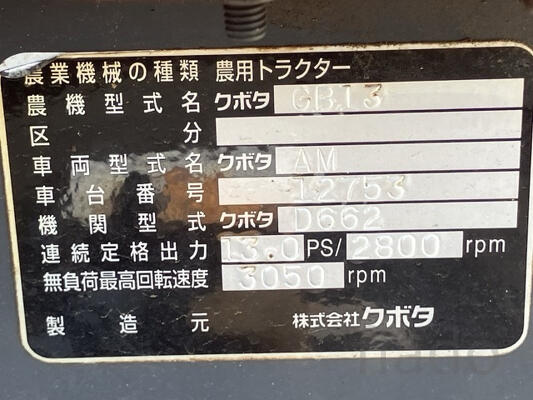 農業機械の種類 農用トラクター
農機型式名 クボタ GB13
区分
車両型式名 クボタ AM
車台番号 12753
機関型式 クボタ D662
連続定格出力 13.0 PS/ 2800 rpm
無負荷最高回転速度 3050 rpm
製造元 株式会社クボタ